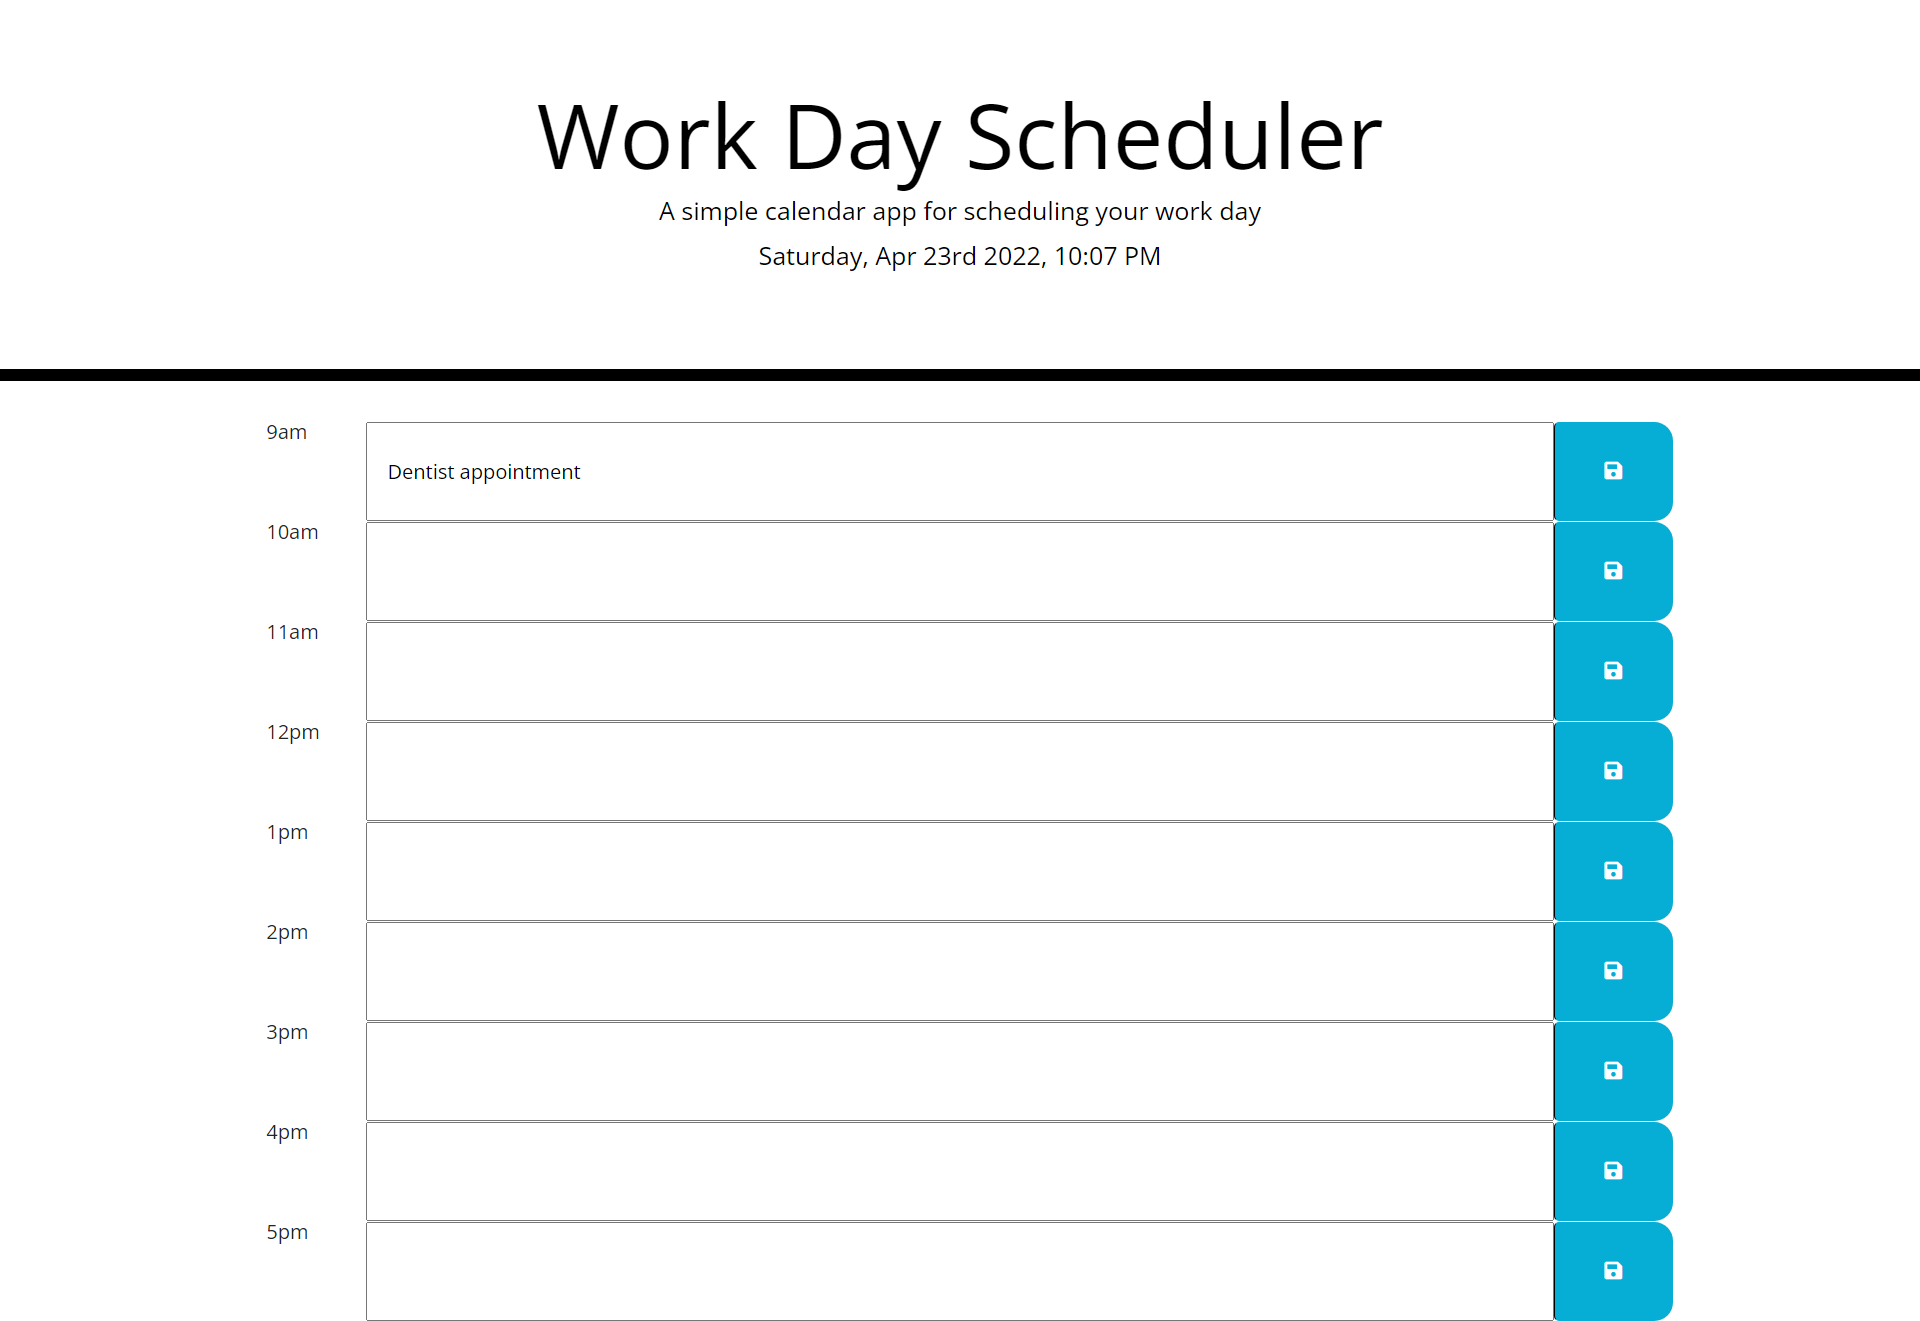 Work Day Scheduler
A simple calendar app for scheduling your work day
Saturday, Apr 23rd 2022, 10:07 PM
9am
Dentist appointment
10am
11am
12pm
1pm
2pm
3pm
4pm
5pm